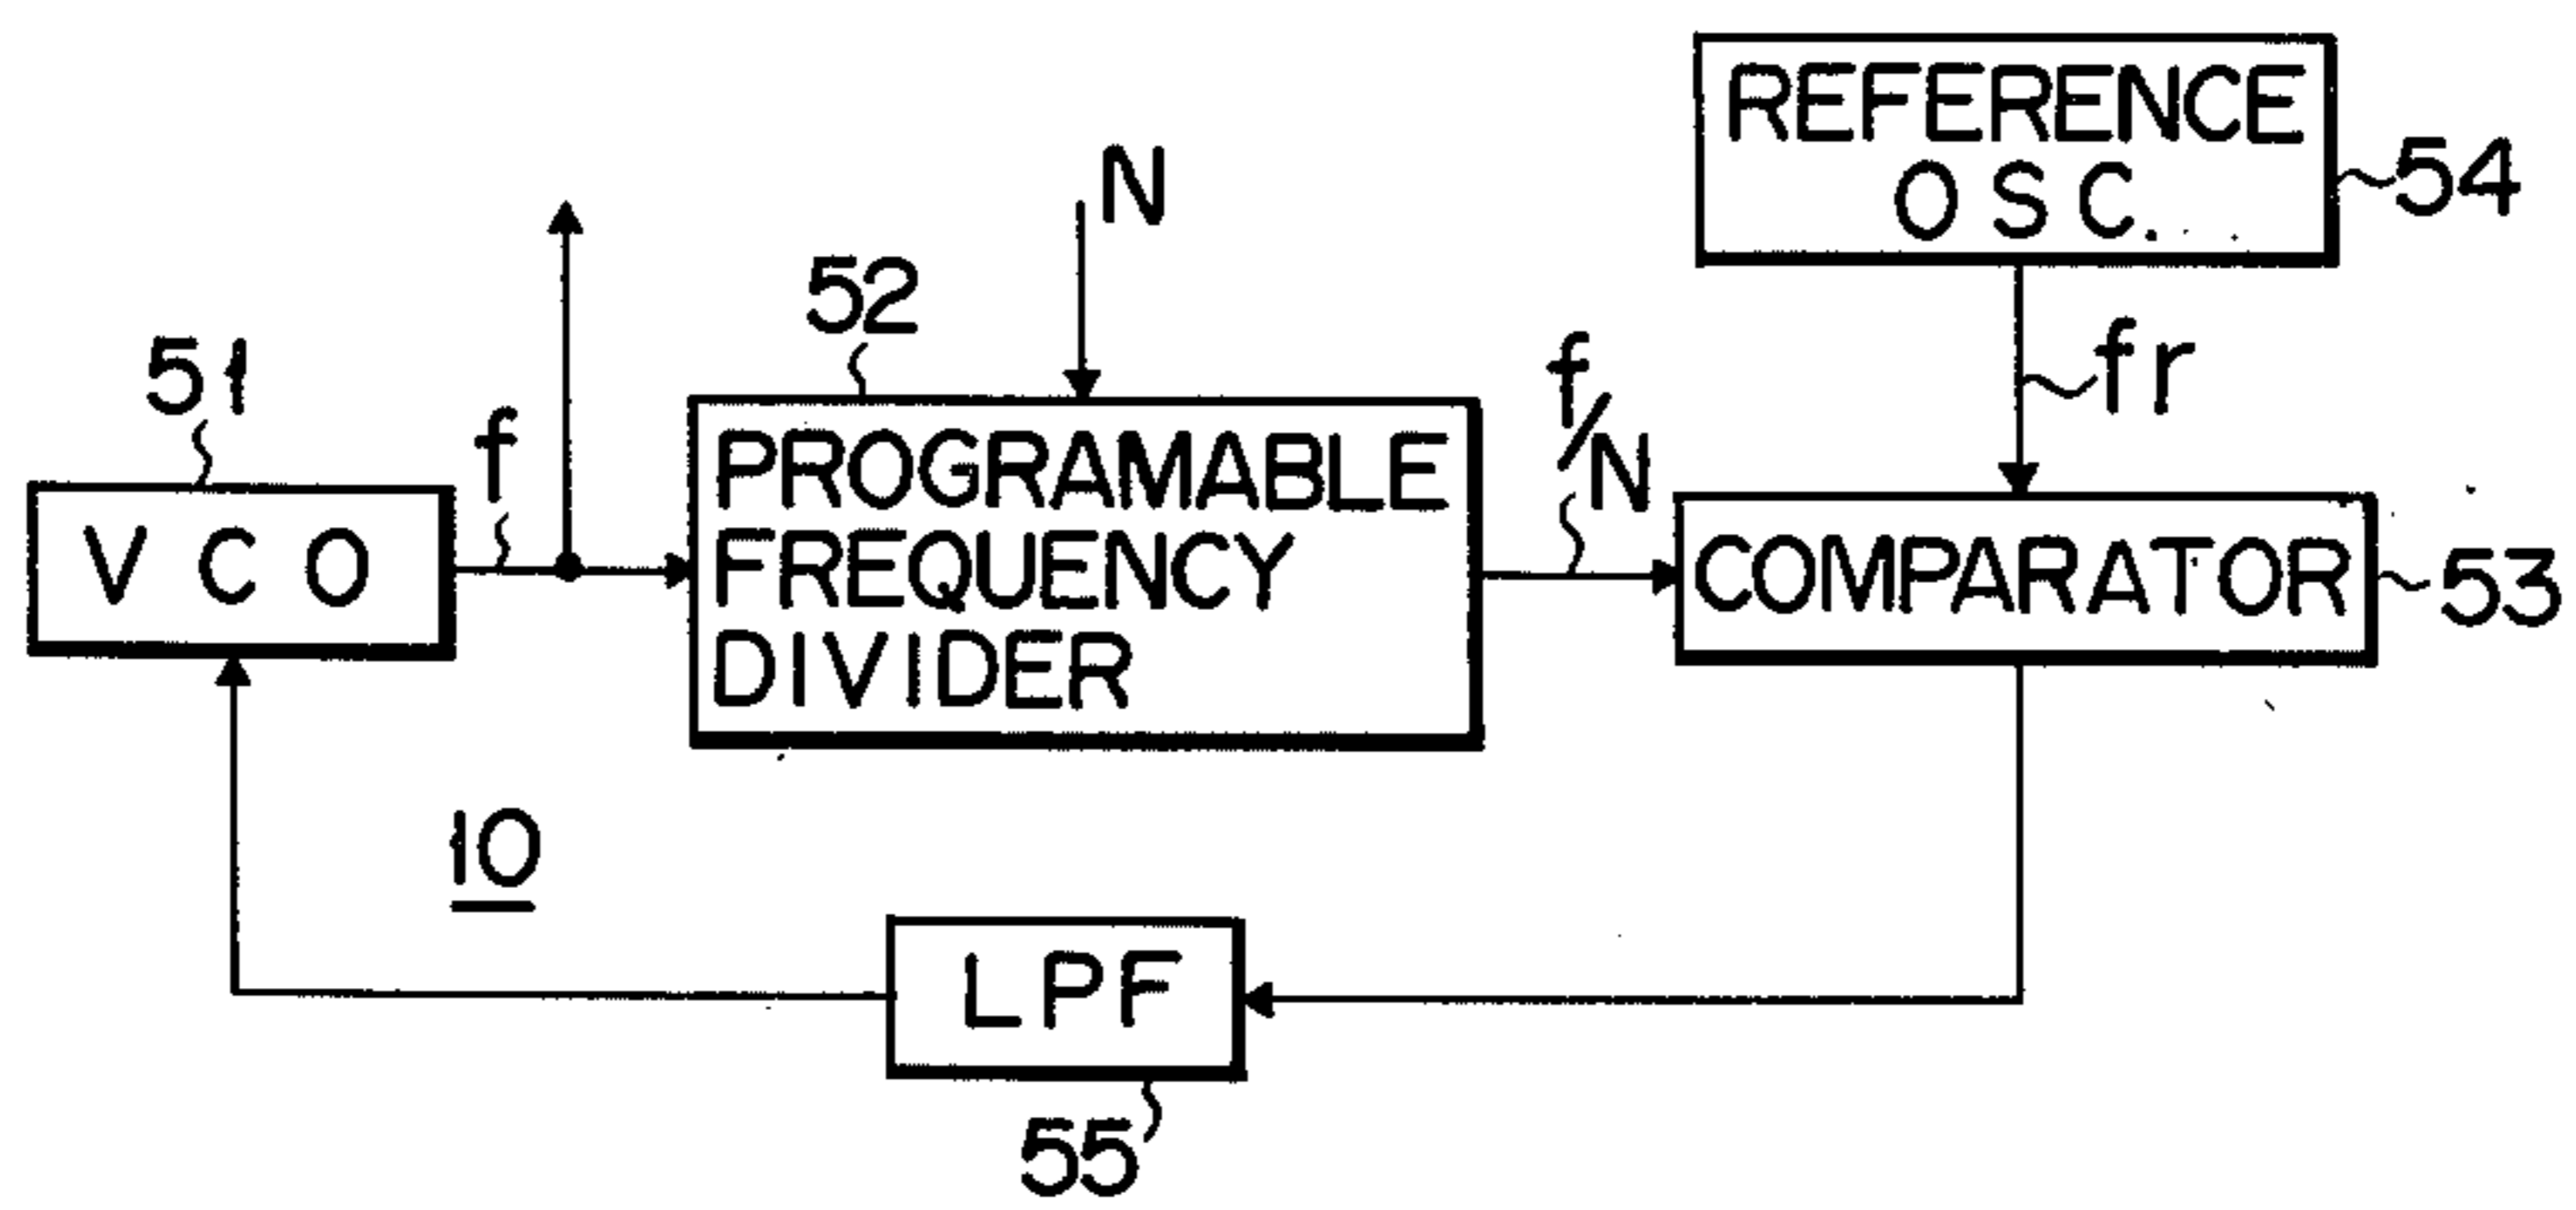 REFERENCE
OSC.
54
N
52
51
f
fr
f/N
VCO
PROGRAMABLE
FREQUENCY
DIVIDER
COMPARATOR
53
10
LPF
55